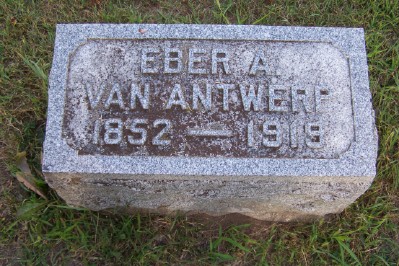 EBER A.
VAN ANTWERP
1852 — 1919